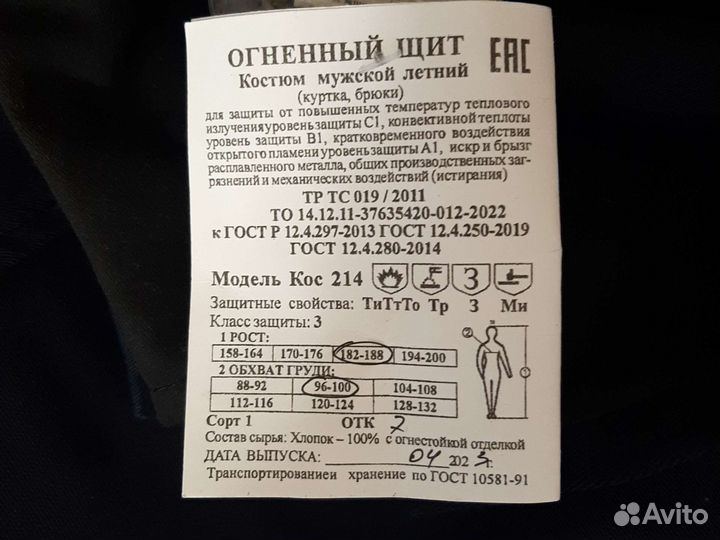 ОГНЕННЫЙ ЩИТ
EAC
Костюм мужской летний
(куртка, брюки)
для защиты от повышенных температур теплового
излучения уровень защиты С1, конвективной теплоты
уровень защиты В1, кратковременного воздействия
открытого пламени уровень защиты А1, искр и брызг
расплавленного металла, общих производственных заг-
рязнений и механических воздействий (истирания)
ТР ТС 019 / 2011
ТО 14.12.11-37635420-012-2022
к ГОСТ Р 12.4.297-2013 ГОСТ 12.4.250-2019
ГОСТ 12.4.280-2014
Модель Кос 214 З
Защитные свойства: ТиТтТо Тр З Ми
Класс защиты: 3
1 РОСТ:
158-164 170-176 182-188 194-200
2 ОБХВАТ ГРУДИ:
88-92 96-100 104-108
112-116 120-124 128-132
2
1
Сорт 1 ОТК 7
Состав сырья: Хлопок – 100% с огнестойкой отделкой
ДАТА ВЫПУСКА: 04 2023г.
Транспортированиеи хранение по ГОСТ 10581-91
Avito